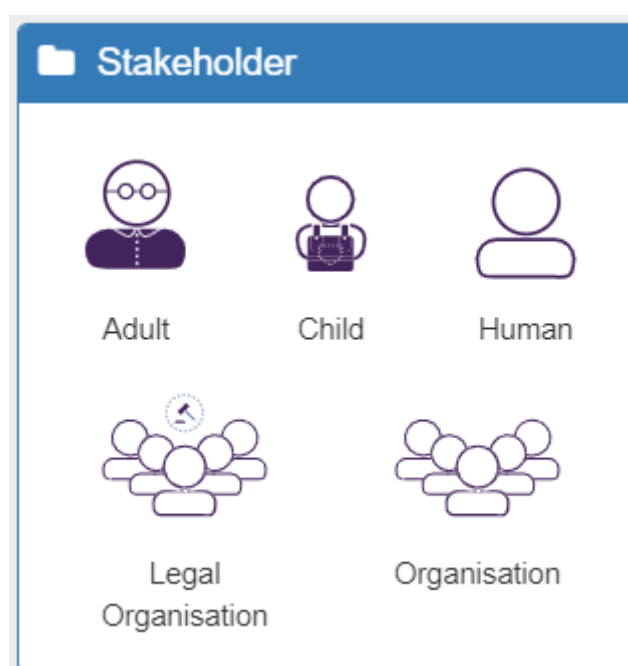 Stakeholder
Adult
Child
Human
Legal
Organisation
Organisation